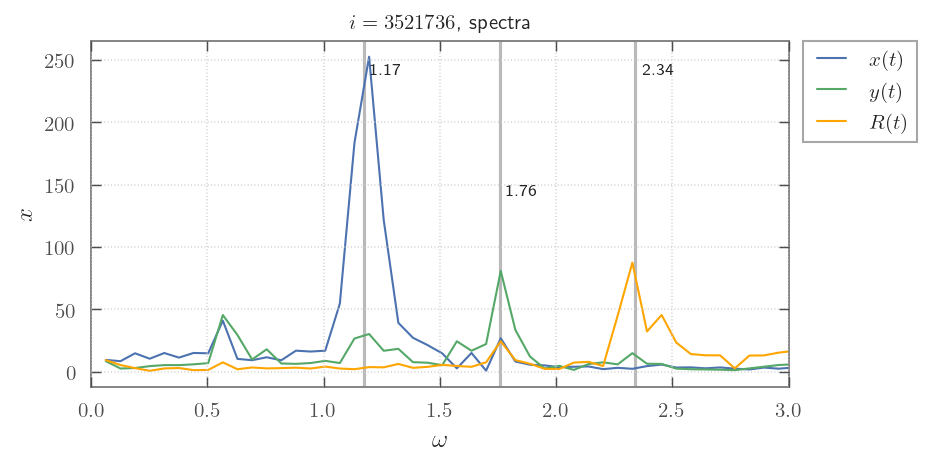 i = 3521736, spectra
250
200
150
100
50
0
x
1.17
1.76
2.34
x(t)
y(t)
R(t)
0.0 0.5 1.0 1.5 2.0 2.5 3.0
ω